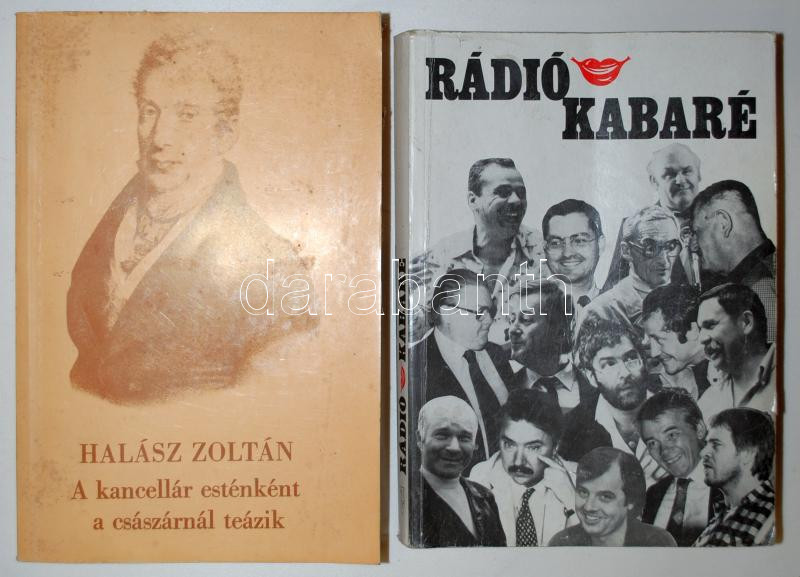 HALÁSZ ZOLTÁN
A kancellár esténként
a császárnál teázik
RÁDIÓ
KABARÉ
RÁDIÓ KABARÉ
darabanth